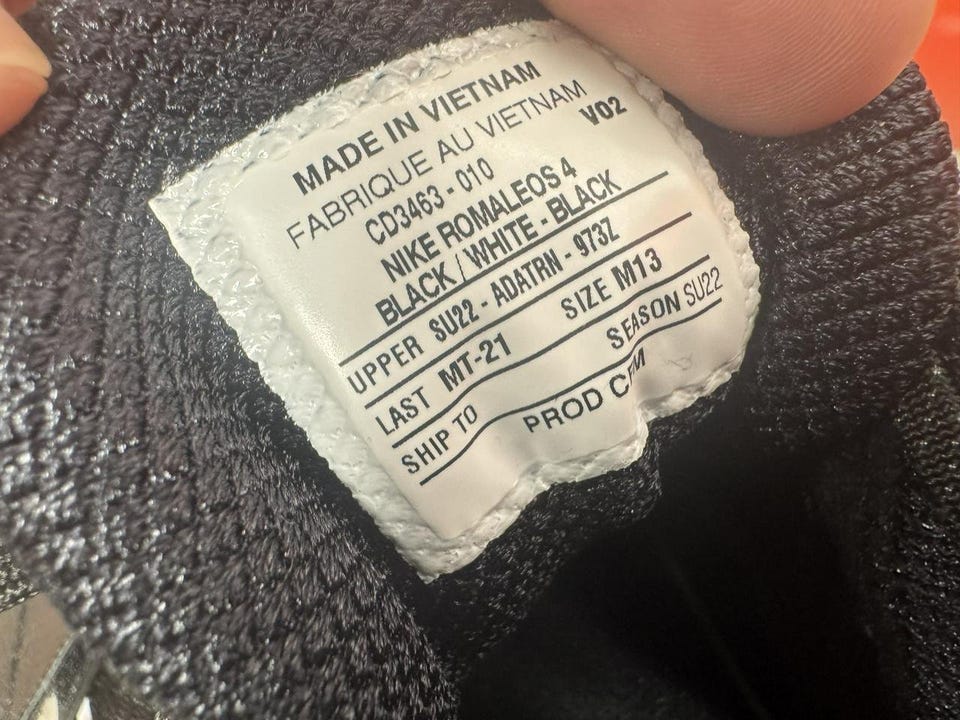 MADE IN VIETNAM
FABRIQUE AU VIETNAM
CD3463 - 010 V02
NIKE ROMALEOS 4
BLACK / WHITE - BLACK
UPPER SU22 - ADATRN - 973Z
LAST MT-21 SIZE M13
SHIP TO SEASON SU22
PROD CFM